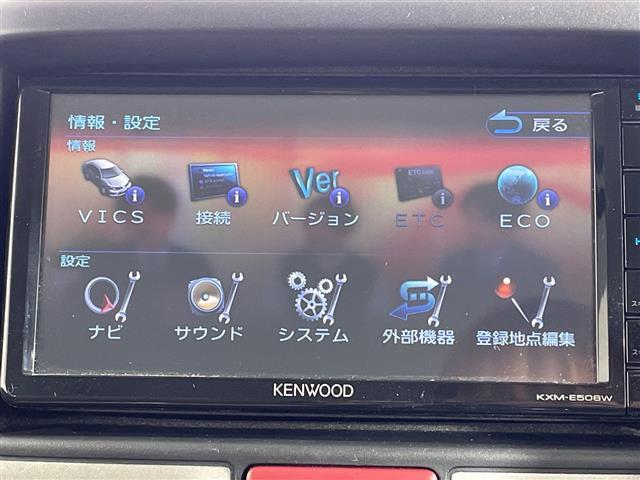 情報・設定
戻る
情報
Ver
VICS
接続
バージョン
ETC
ECO
設定
ナビ
サウンド
システム
外部機器
登録地点編集
KENWOOD
KXM-E508W